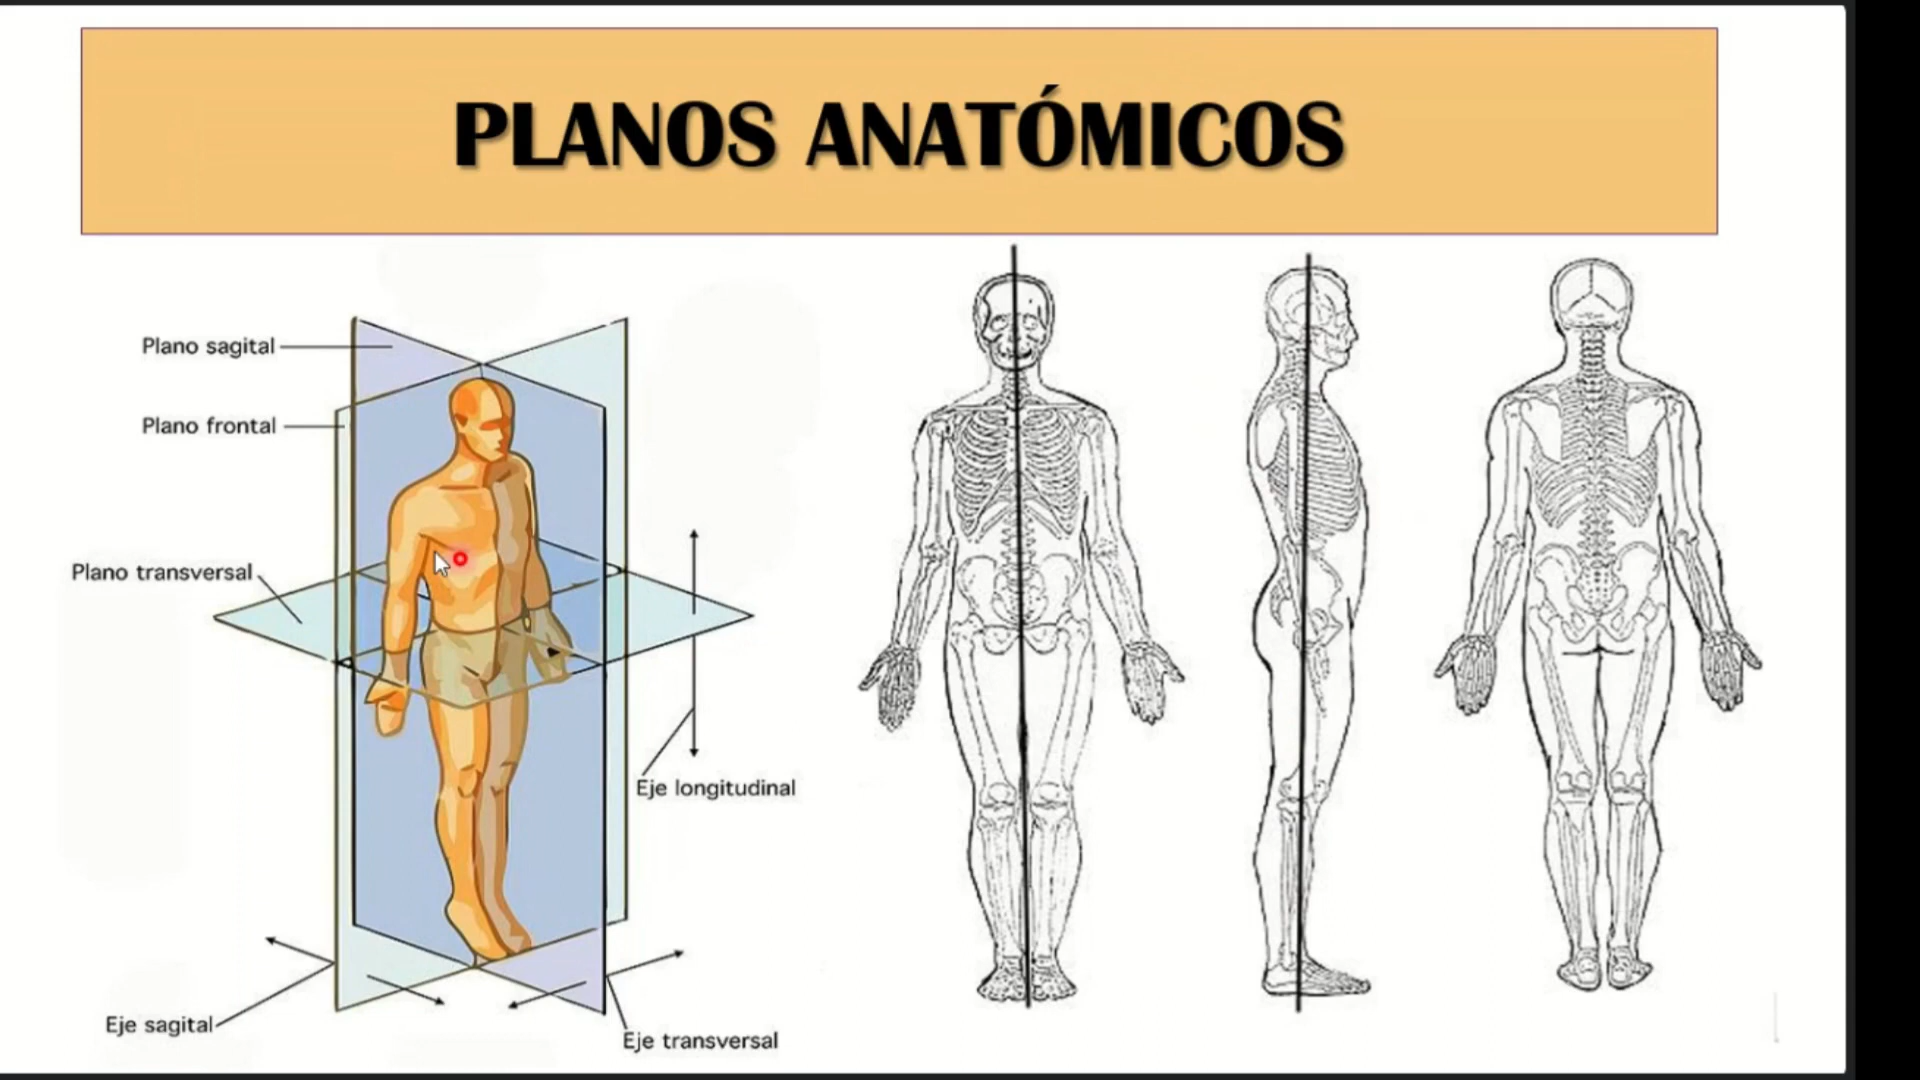 PLANOS ANATÓMICOS
Plano sagital
Plano frontal
Plano transversal
Eje longitudinal
Eje sagital
Eje transversal